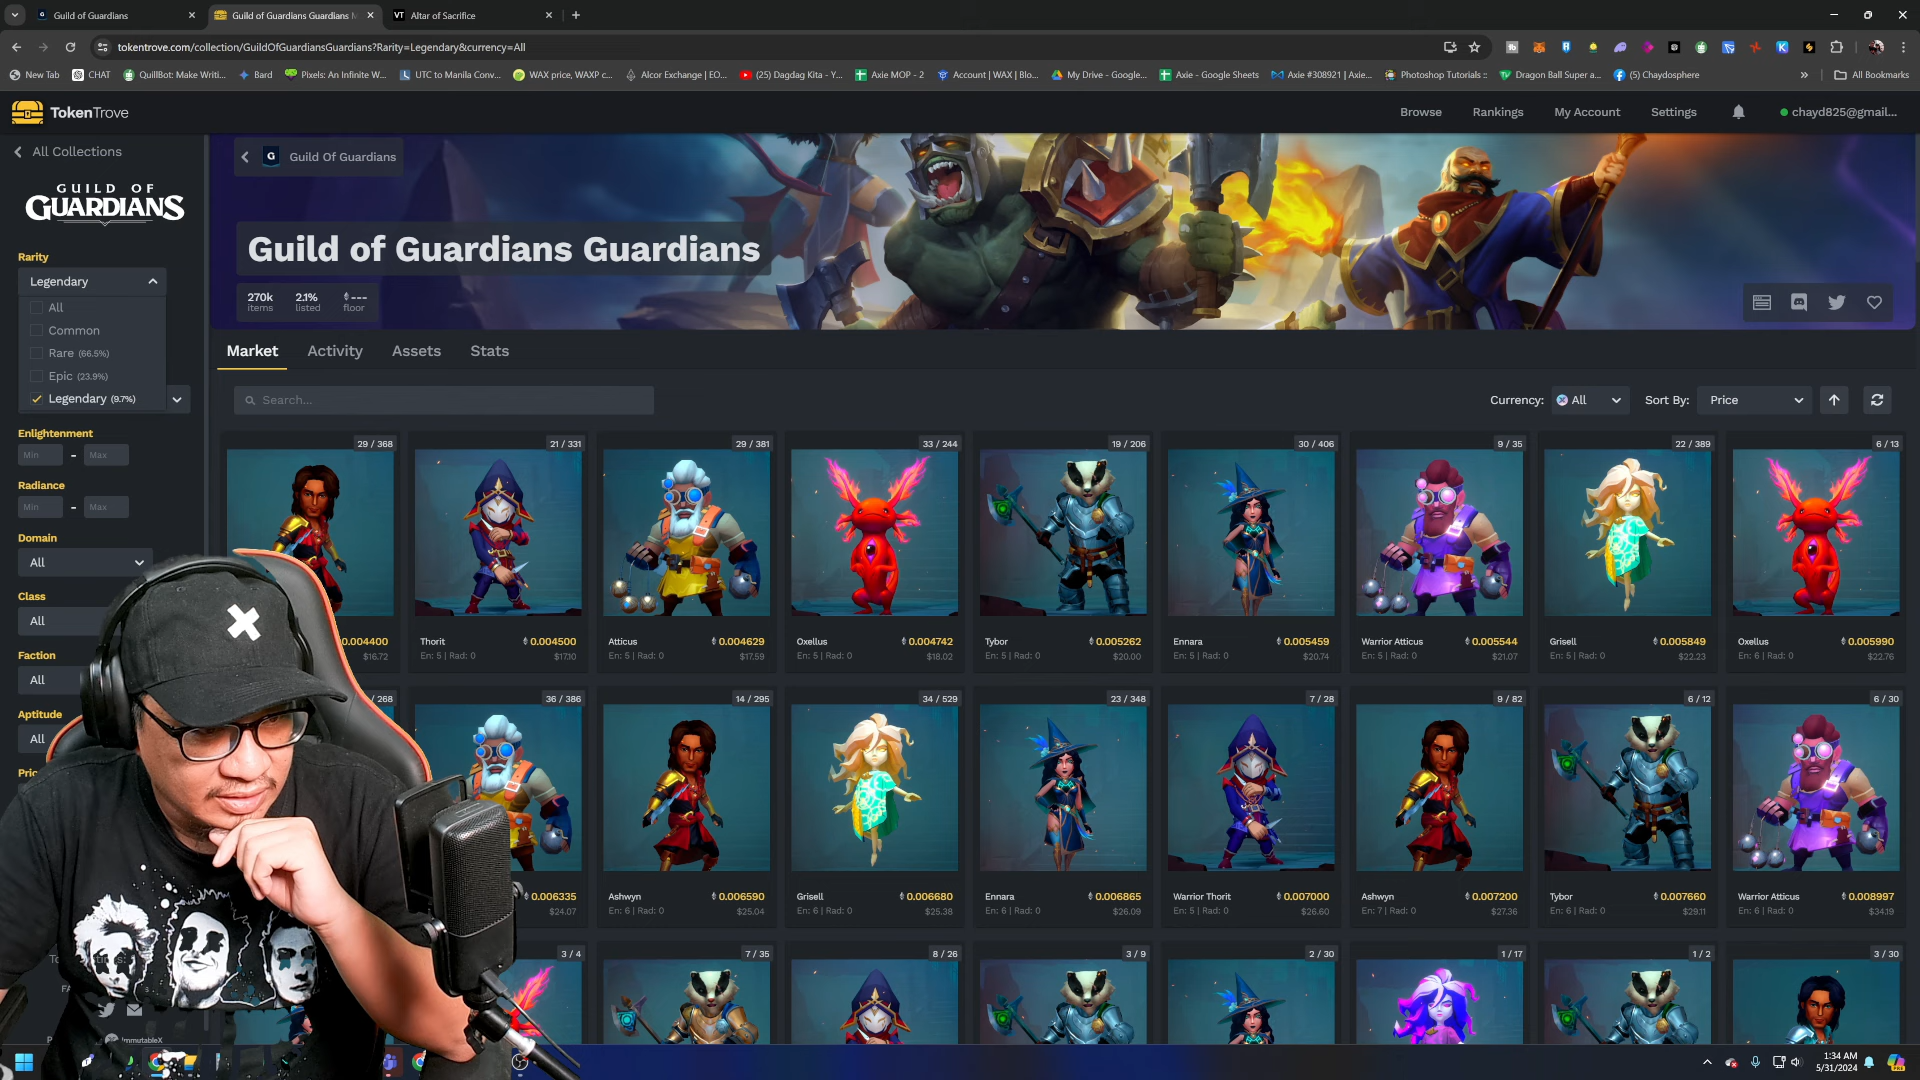 Guild of Guardians
Guild of Guardians Guardians M
Altar of Sacrifice
tokentrove.com/collection/GuildOfGuardiansGuardians?Rarity=Legendary&currency=All
New Tab
CHAT
QuillBot: Make Writi...
Bard
Pixels: An Infinite W...
UTC to Manila Conv...
WAX price, WAXP c...
Alcor Exchange | EO...
(25) Dagdag Kita - Y...
Axie MOP - 2
Account | WAX | Blo...
My Drive - Google...
Axie - Google Sheets
Axie #308921 | Axie...
Photoshop Tutorials ::
Dragon Ball Super a...
(5) Chaydosphere
All Bookmarks
TokenTrove
Browse
Rankings
My Account
Settings
chayd825@gmail...
All Collections
GUILD OF
GUARDIANS
Rarity
Legendary
All
Common
Rare (66.5%)
Epic (23.9%)
Legendary (9.7%)
Enlightenment
Min - Max
Radiance
Min - Max
Domain
All
Class
All
Faction
All
Aptitude
All
ImmutableX
G Guild Of Guardians
Guild of Guardians Guardians
270k items
2.1% listed
--- floor
Market
Activity
Assets
Stats
Search...
Currency: All
Sort By: Price
29 / 368
21 / 331
29 / 381
33 / 244
19 / 206
30 / 406
9 / 35
22 / 389
6 / 13
0.004400
$16.72
Thorit 0.004500
En: 5 | Rad: 0 $17.10
Atticus 0.004629
En: 5 | Rad: 0 $17.59
Oxellus 0.004742
En: 5 | Rad: 0 $18.02
Tybor 0.005262
En: 5 | Rad: 0 $20.00
Ennara 0.005459
En: 5 | Rad: 0 $20.74
Warrior Atticus 0.005544
En: 5 | Rad: 0 $21.07
Grisell 0.005849
En: 5 | Rad: 0 $22.23
Oxellus 0.005990
En: 6 | Rad: 0 $22.76
/ 268
36 / 386
14 / 295
34 / 529
23 / 348
7 / 28
9 / 82
6 / 12
6 / 30
0.006335
$24.07
Ashwyn 0.006590
En: 6 | Rad: 0 $25.04
Grisell 0.006680
En: 6 | Rad: 0 $25.38
Ennara 0.006865
En: 6 | Rad: 0 $26.09
Warrior Thorit 0.007000
En: 5 | Rad: 0 $26.60
Ashwyn 0.007200
En: 7 | Rad: 0 $27.36
Tybor 0.007660
En: 6 | Rad: 0 $29.11
Warrior Atticus 0.008997
En: 6 | Rad: 0 $34.19
3 / 4
7 / 35
8 / 26
3 / 9
2 / 30
1 / 17
1 / 2
3 / 30
1:34 AM
5/31/2024